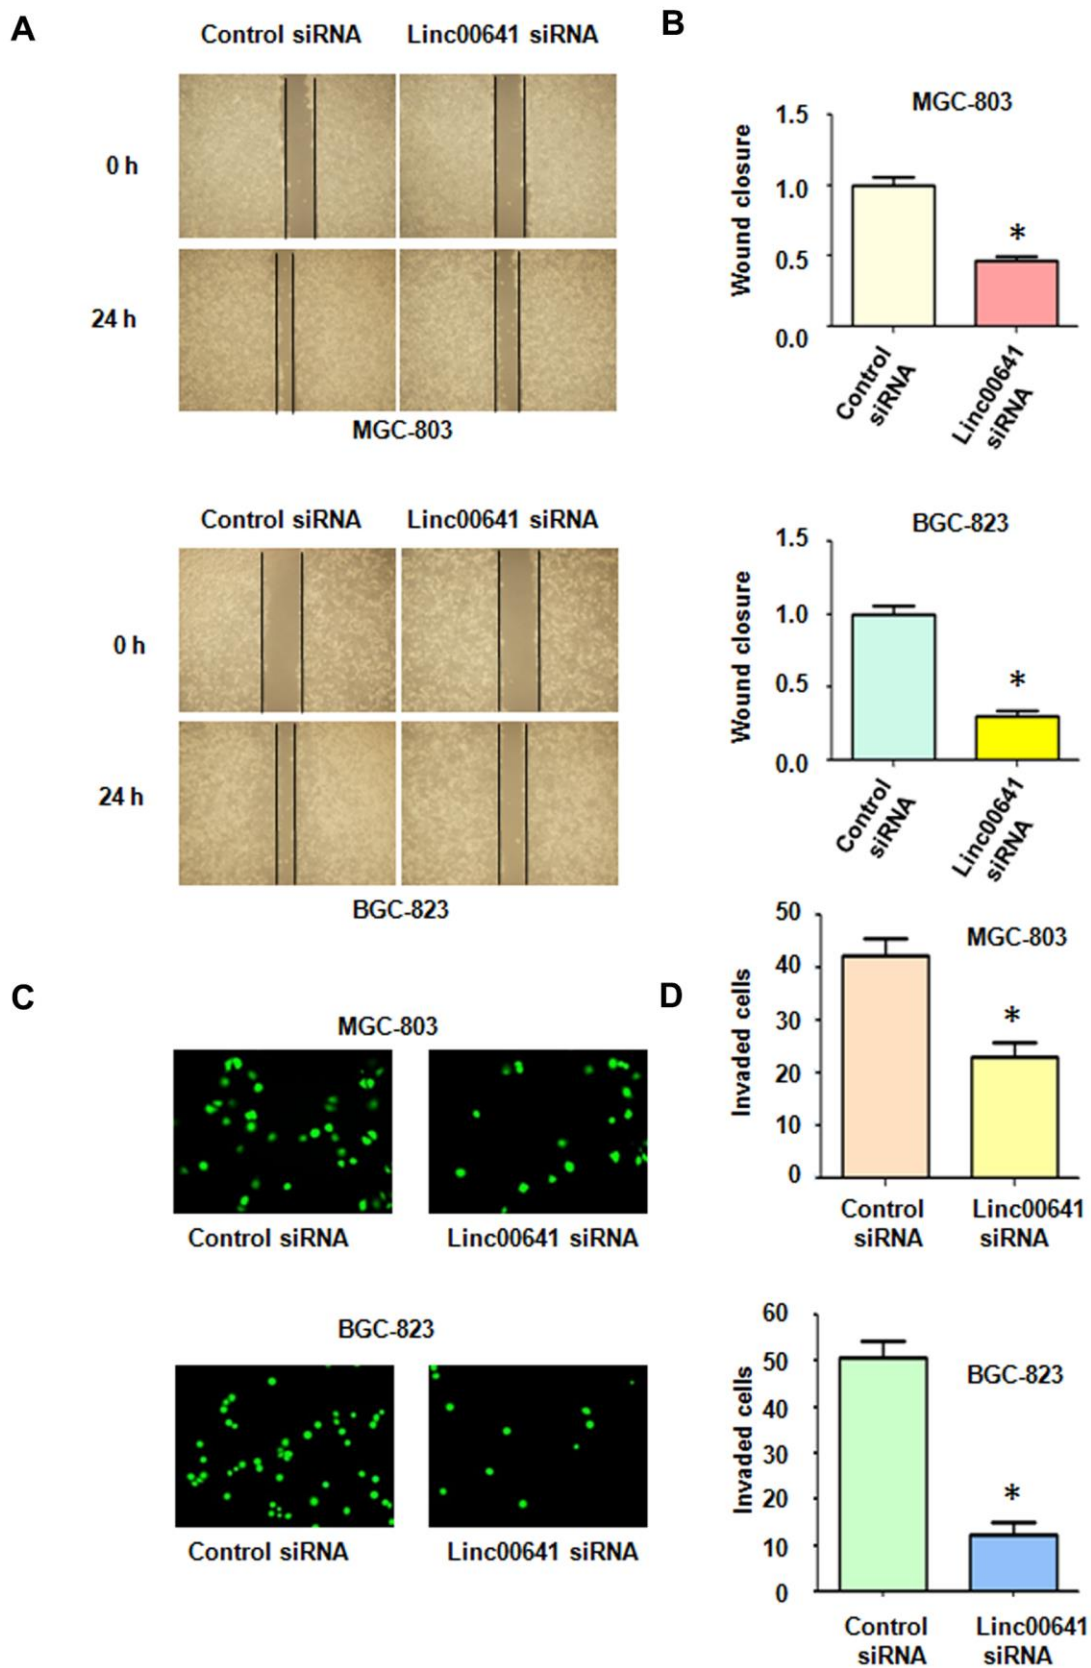 A
Control siRNA Linc00641 siRNA
0 h
24 h
MGC-803
Control siRNA Linc00641 siRNA
0 h
24 h
BGC-823
B
MGC-803
Wound closure
1.5
1.0
0.5
0.0
*
Control
siRNA
Linc00641
siRNA
BGC-823
Wound closure
1.5
1.0
0.5
0.0
*
Control
siRNA
Linc00641
siRNA
C
MGC-803
Control siRNA
Linc00641 siRNA
BGC-823
Control siRNA
Linc00641 siRNA
D
MGC-803
Invaded cells
50
40
30
20
10
0
*
Control
siRNA
Linc00641
siRNA
BGC-823
Invaded cells
60
50
40
30
20
10
0
*
Control
siRNA
Linc00641
siRNA